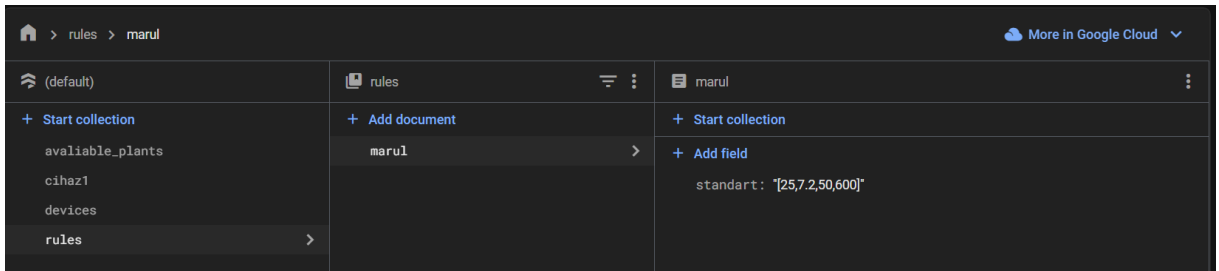 rules > marul
More in Google Cloud
(default)
rules
marul
+ Start collection
+ Add document
+ Start collection
avaliable_plants
marul
+ Add field
cihaz1
standart: "[25,7.2,50,600]"
devices
rules